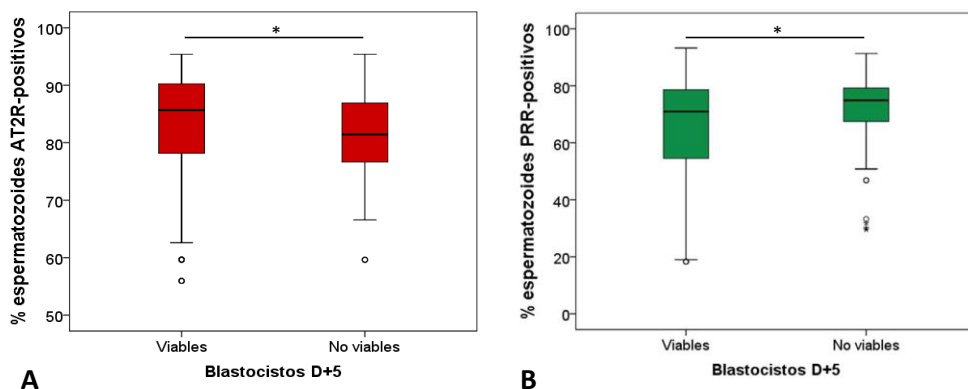 % espermatozoides AT2R-positivos
100
90
80
70
60
50
*
Viables
No viables
Blastocistos D+5
A
% espermatozoides PRR-positivos
100
80
60
40
20
0
*
Viables
No viables
Blastocistos D+5
B